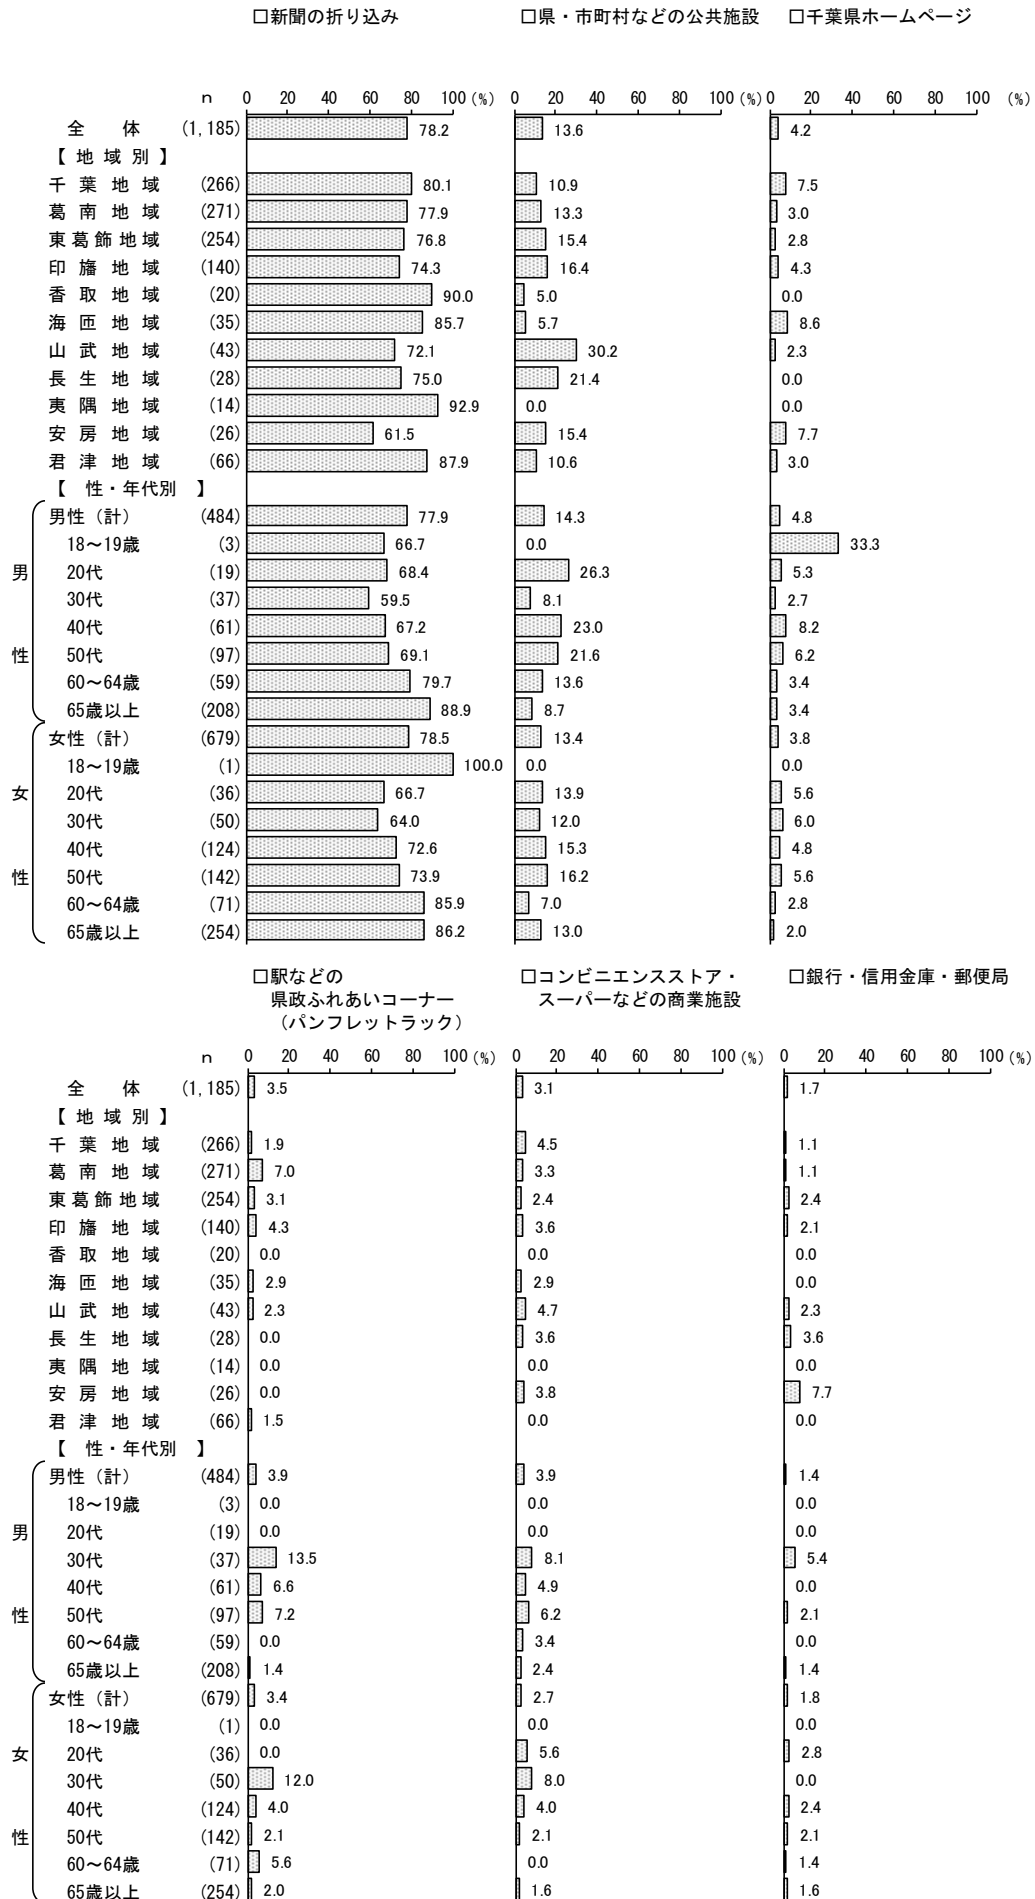 □新聞の折り込み □県・市町村などの公共施設 □千葉県ホームページ
n 0 20 40 60 80 100 (%) 0 20 40 60 80 100 (%) 0 20 40 60 80 100 (%)
全 体 (1,185) 78.2 13.6 4.2
【 地 域 別 】
千 葉 地 域 (266) 80.1 10.9 7.5
葛 南 地 域 (271) 77.9 13.3 3.0
東 葛 飾 地 域 (254) 76.8 15.4 2.8
印 旛 地 域 (140) 74.3 16.4 4.3
香 取 地 域 (20) 90.0 5.0 0.0
海 匝 地 域 (35) 85.7 5.7 8.6
山 武 地 域 (43) 72.1 30.2 2.3
長 生 地 域 (28) 75.0 21.4 0.0
夷 隅 地 域 (14) 92.9 0.0 0.0
安 房 地 域 (26) 61.5 15.4 7.7
君 津 地 域 (66) 87.9 10.6 3.0
【 性・年代別 】
男性(計) (484) 77.9 14.3 4.8
18～19歳 (3) 66.7 0.0 33.3
男 20代 (19) 68.4 26.3 5.3
30代 (37) 59.5 8.1 2.7
40代 (61) 67.2 23.0 8.2
性 50代 (97) 69.1 21.6 6.2
60～64歳 (59) 79.7 13.6 3.4
65歳以上 (208) 88.9 8.7 3.4
女性(計) (679) 78.5 13.4 3.8
18～19歳 (1) 100.0 0.0 0.0
女 20代 (36) 66.7 13.9 5.6
30代 (50) 64.0 12.0 6.0
40代 (124) 72.6 15.3 4.8
性 50代 (142) 73.9 16.2 5.6
60～64歳 (71) 85.9 7.0 2.8
65歳以上 (254) 86.2 13.0 2.0
□駅などの □コンビニエンスストア・ □銀行・信用金庫・郵便局
県政ふれあいコーナー スーパーなどの商業施設
(パンフレットラック)
n 0 20 40 60 80 100 (%) 0 20 40 60 80 100 (%) 0 20 40 60 80 100 (%)
全 体 (1,185) 3.5 3.1 1.7
【 地 域 別 】
千 葉 地 域 (266) 1.9 4.5 1.1
葛 南 地 域 (271) 7.0 3.3 1.1
東 葛 飾 地 域 (254) 3.1 2.4 2.4
印 旛 地 域 (140) 4.3 3.6 2.1
香 取 地 域 (20) 0.0 0.0 0.0
海 匝 地 域 (35) 2.9 2.9 0.0
山 武 地 域 (43) 2.3 4.7 2.3
長 生 地 域 (28) 0.0 3.6 3.6
夷 隅 地 域 (14) 0.0 0.0 0.0
安 房 地 域 (26) 0.0 3.8 7.7
君 津 地 域 (66) 1.5 0.0 0.0
【 性・年代別 】
男性(計) (484) 3.9 3.9 1.4
18～19歳 (3) 0.0 0.0 0.0
男 20代 (19) 0.0 0.0 0.0
30代 (37) 13.5 8.1 5.4
40代 (61) 6.6 4.9 0.0
性 50代 (97) 7.2 6.2 2.1
60～64歳 (59) 0.0 3.4 0.0
65歳以上 (208) 1.4 2.4 1.4
女性(計) (679) 3.4 2.7 1.8
18～19歳 (1) 0.0 0.0 0.0
女 20代 (36) 0.0 5.6 2.8
30代 (50) 12.0 8.0 0.0
40代 (124) 4.0 4.0 2.4
性 50代 (142) 2.1 2.1 2.1
60～64歳 (71) 5.6 0.0 1.4
65歳以上 (254) 2.0 1.6 1.6